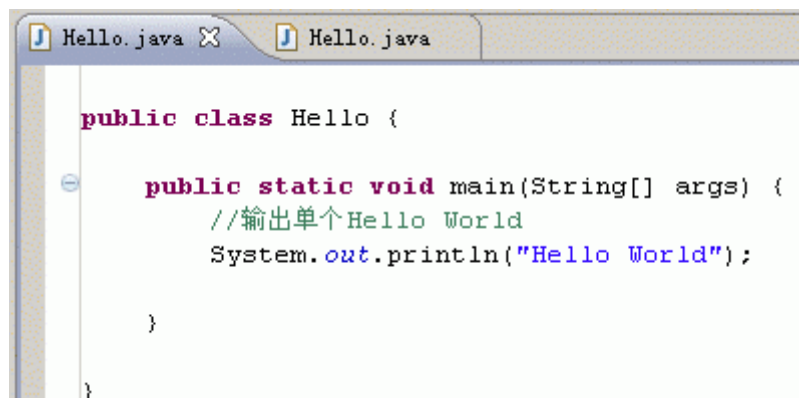 Hello.java Hello.java
public class Hello {
public static void main(String[] args) {
//输出单个Hello World
System.out.println("Hello World");
}
}